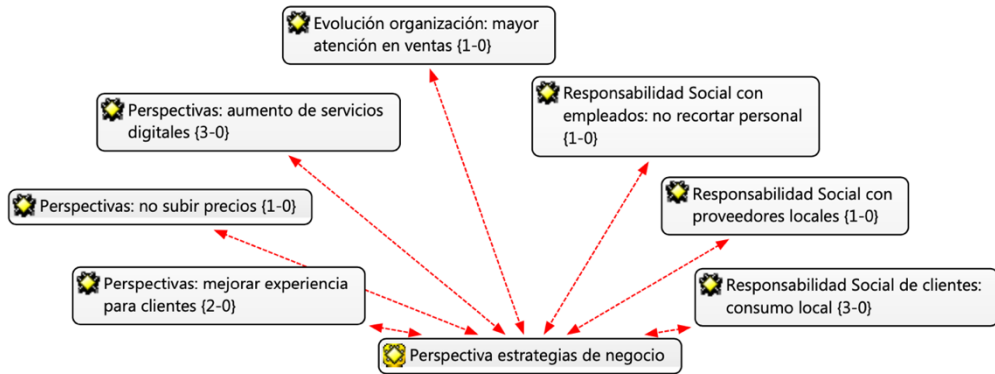 Evolución organización: mayor
atención en ventas {1-0}
Responsabilidad Social con
empleados: no recortar personal
{1-0}
Perspectivas: aumento de servicios
digitales {3-0}
Responsabilidad Social con
proveedores locales {1-0}
Perspectivas: no subir precios {1-0}
Perspectivas: mejorar experiencia
para clientes {2-0}
Responsabilidad Social de clientes:
consumo local {3-0}
Perspectiva estrategias de negocio